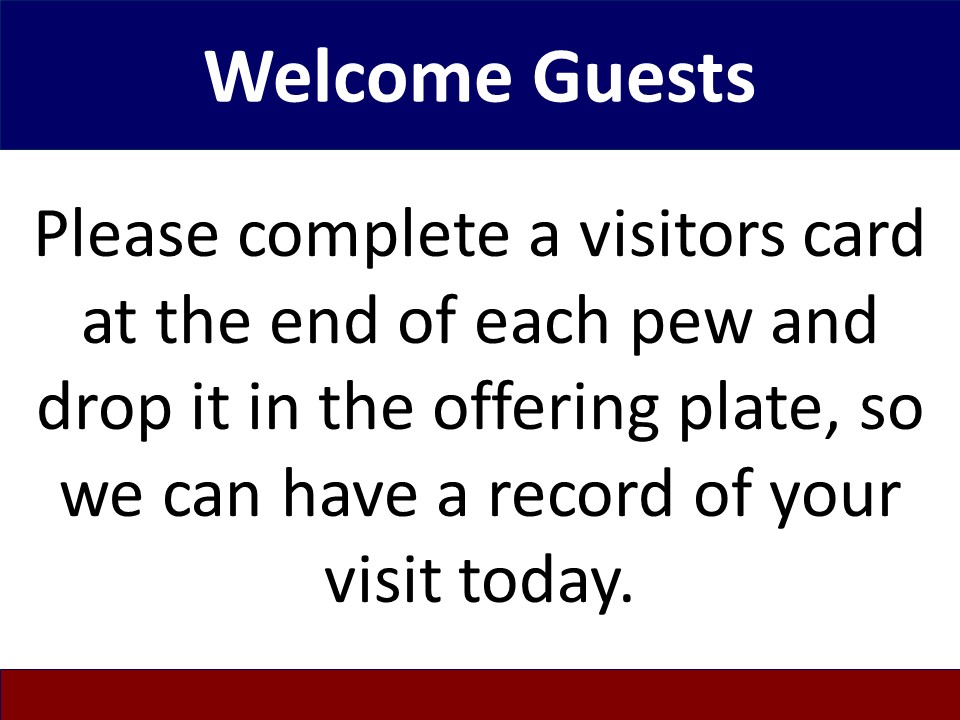 Welcome Guests
Please complete a visitors card
at the end of each pew and
drop it in the offering plate, so
we can have a record of your
visit today.